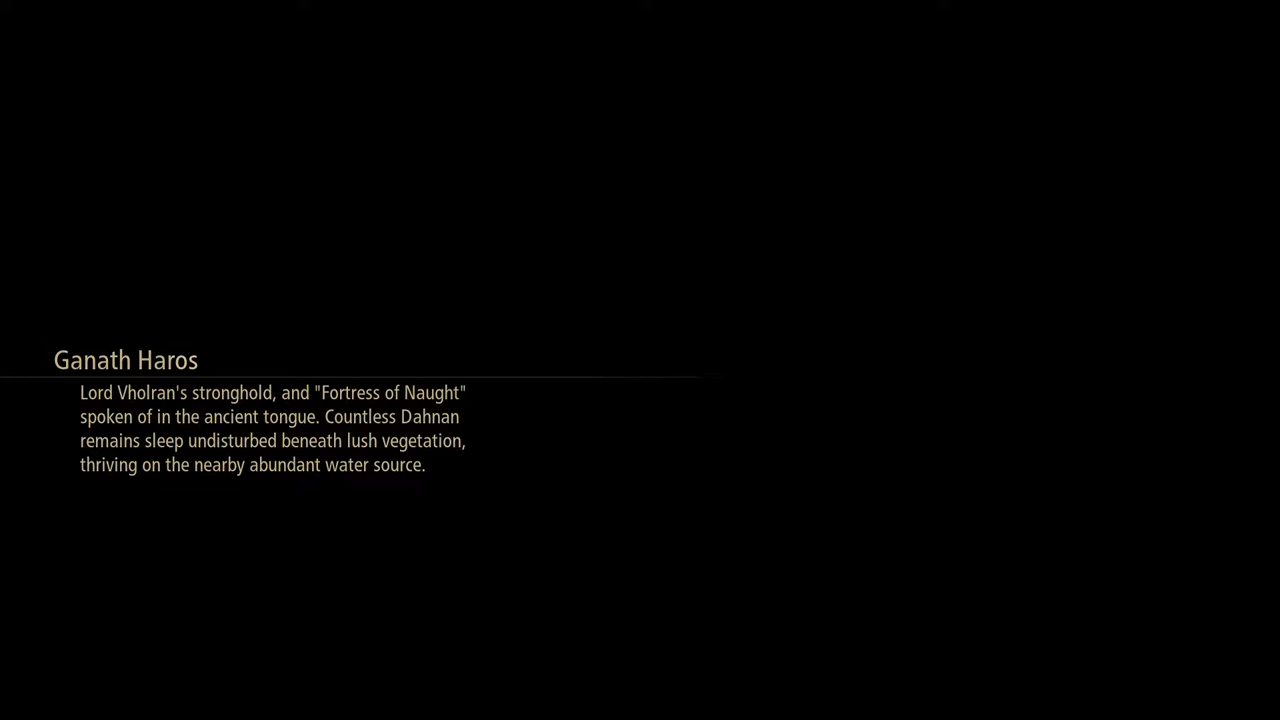 Ganath Haros
Lord Vholran's stronghold, and "Fortress of Naught"
spoken of in the ancient tongue. Countless Dahnan
remains sleep undisturbed beneath lush vegetation,
thriving on the nearby abundant water source.